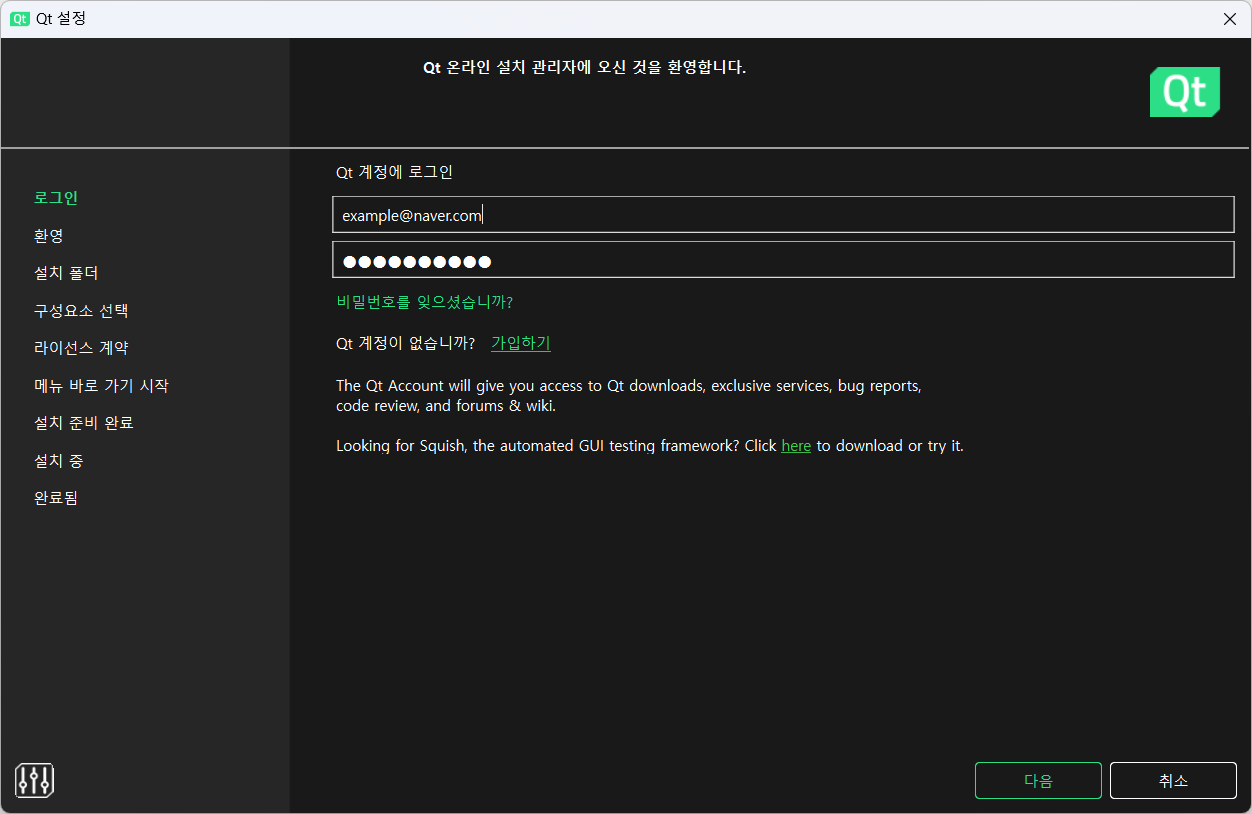 Qt Qt 설정
Qt 온라인 설치 관리자에 오신 것을 환영합니다.
Qt
로그인
환영
설치 폴더
구성요소 선택
라이선스 계약
메뉴 바로 가기 시작
설치 준비 완료
설치 중
완료됨
Qt 계정에 로그인
example@naver.com
●●●●●●●●●●
비밀번호를 잊으셨습니까?
Qt 계정이 없습니까? 가입하기
The Qt Account will give you access to Qt downloads, exclusive services, bug reports,
code review, and forums & wiki.
Looking for Squish, the automated GUI testing framework? Click here to download or try it.
다음 취소